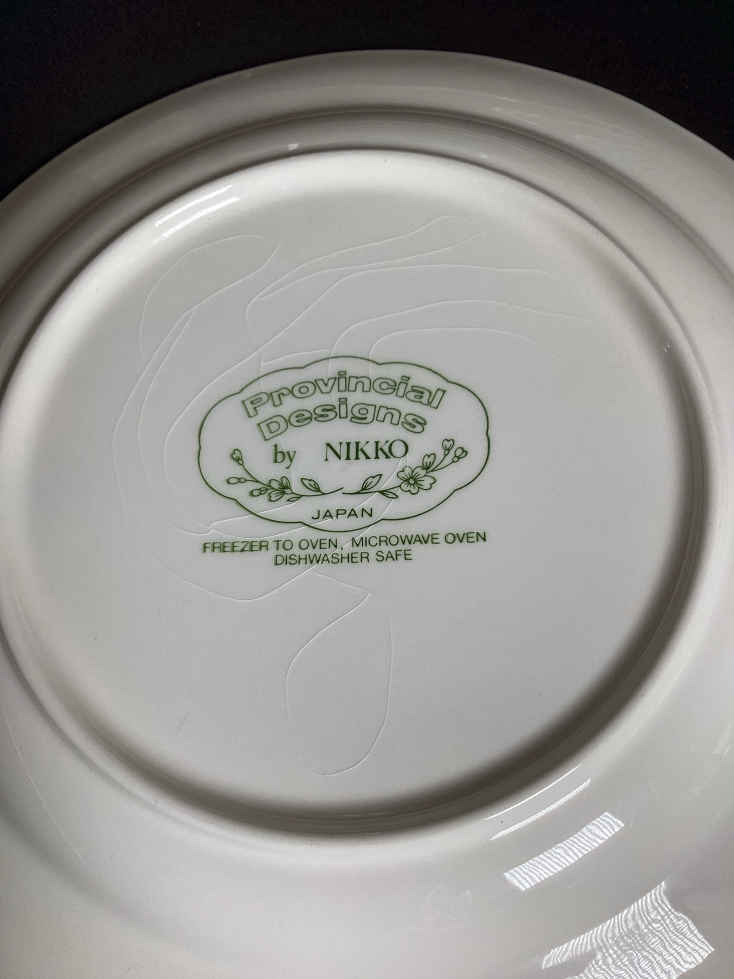 Provincial
Designs
by NIKKO
JAPAN
FREEZER TO OVEN, MICROWAVE OVEN
DISHWASHER SAFE